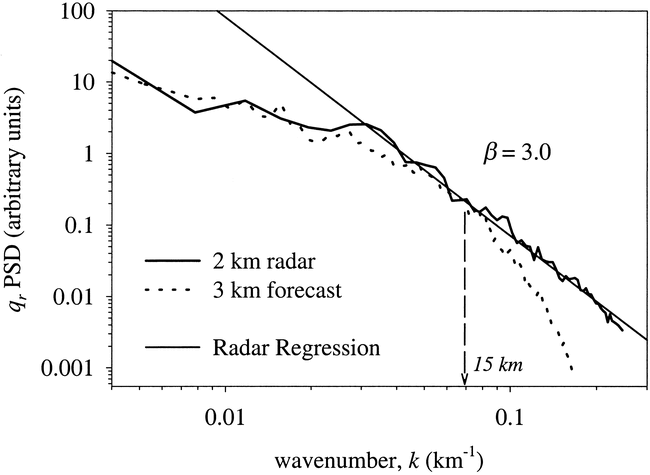 100
10
1
0.1
0.01
0.001
q_r PSD (arbitrary units)
β = 3.0
2 km radar
3 km forecast
Radar Regression
15 km
0.01
0.1
wavenumber, k (km⁻¹)